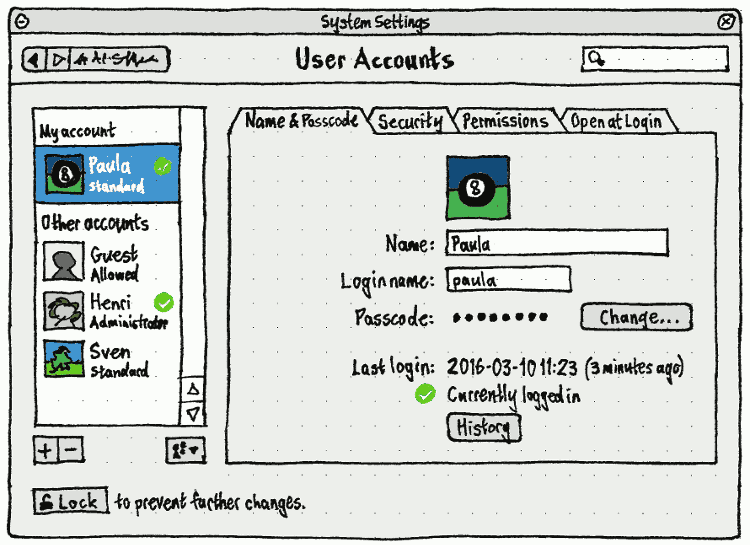 System Settings
User Accounts
My account
Paula
Standard
Other accounts
Guest
Allowed
Henri
Administrator
Sven
Standard
Name & Passcode
Security
Permissions
Open at Login
8
Name: Paula
Login name: paula
Passcode: ●●●●●●●● Change...
Last login: 2016-03-10 11:23 (3 minutes ago)
Currently logged in
History
+ −
Lock to prevent further changes.